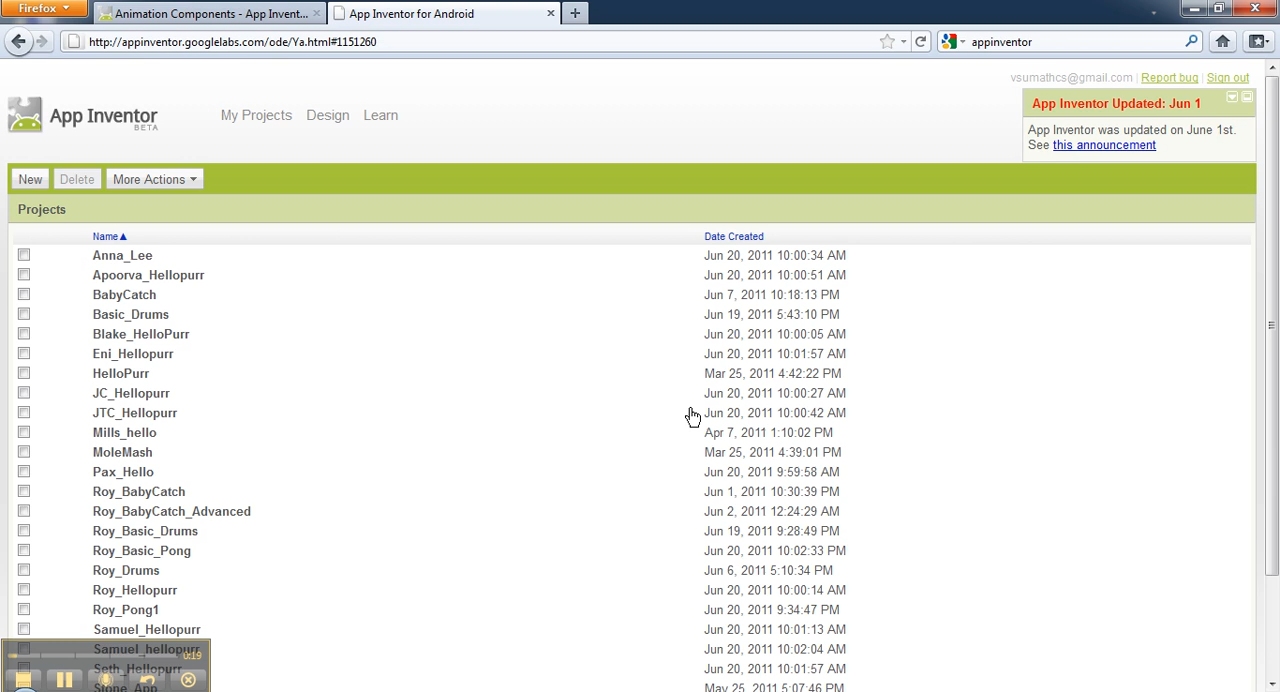 Firefox
Animation Components - App Invent...
App Inventor for Android
http://appinventor.googlelabs.com/ode/Ya.html#1151260
appinventor
vsumathcs@gmail.com | Report bug | Sign out
App Inventor
BETA
My Projects Design Learn
App Inventor Updated: Jun 1
App Inventor was updated on June 1st.
See this announcement
New Delete More Actions
Projects
Name Date Created
Anna_Lee Jun 20, 2011 10:00:34 AM
Apoorva_Hellopurr Jun 20, 2011 10:00:51 AM
BabyCatch Jun 7, 2011 10:18:13 PM
Basic_Drums Jun 19, 2011 5:43:10 PM
Blake_HelloPurr Jun 20, 2011 10:00:05 AM
Eni_Hellopurr Jun 20, 2011 10:01:57 AM
HelloPurr Mar 25, 2011 4:42:22 PM
JC_Hellopurr Jun 20, 2011 10:00:27 AM
JTC_Hellopurr Jun 20, 2011 10:00:42 AM
Mills_hello Apr 7, 2011 1:10:02 PM
MoleMash Mar 25, 2011 4:39:01 PM
Pax_Hello Jun 20, 2011 9:59:58 AM
Roy_BabyCatch Jun 1, 2011 10:30:39 PM
Roy_BabyCatch_Advanced Jun 2, 2011 12:24:29 AM
Roy_Basic_Drums Jun 19, 2011 9:28:49 PM
Roy_Basic_Pong Jun 20, 2011 10:02:33 PM
Roy_Drums Jun 6, 2011 5:10:34 PM
Roy_Hellopurr Jun 20, 2011 10:00:14 AM
Roy_Pong1 Jun 20, 2011 9:34:47 PM
Samuel_Hellopurr Jun 20, 2011 10:01:13 AM
Samuel_hellopurr Jun 20, 2011 10:02:04 AM
0:19
Seth_Hellopurr Jun 20, 2011 10:01:57 AM
Stone_App May 25, 2011 5:07:46 PM